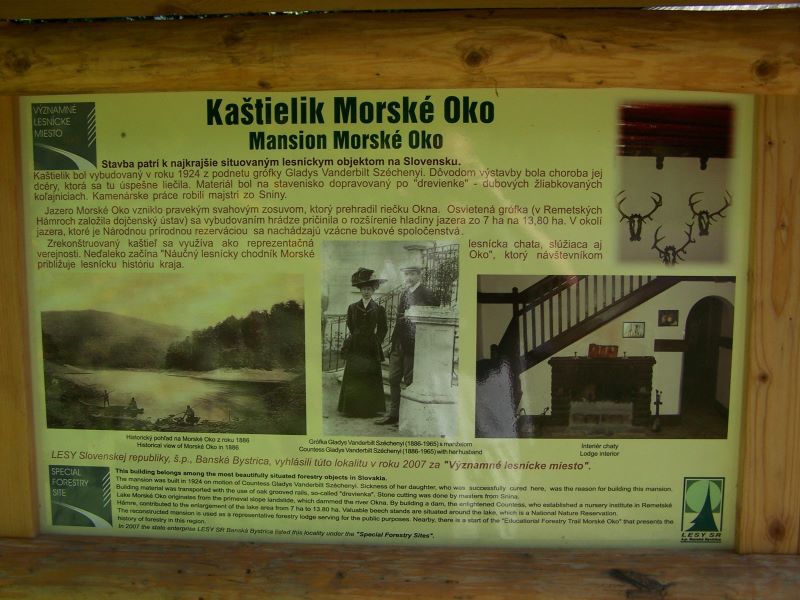 VÝZNAMNÉ
LESNÍCKE
MIESTO
Kaštielik Morské Oko
Mansion Morské Oko
Stavba patrí k najkrajšie situovaným lesníckym objektom na Slovensku.
Kaštielik bol vybudovaný v roku 1924 z podnetu grófky Gladys Vanderbilt Széchenyi. Dôvodom výstavby bola choroba jej
dcéry, ktorá sa tu úspešne liečila. Materiál bol na stavenisko dopravovaný po "drevienke" - dubových žliabkovaných
koľajniciach. Kamenárske práce robili majstri zo Sniny.
Jazero Morské Oko vzniklo pravekým svahovým zosuvom, ktorý prehradil riečku Okna. Osvietená grófka (v Remetských
Hámroch založila dojčenský ústav) sa vybudovaním hrádze pričinila o rozšírenie hladiny jazera zo 7 ha na 13,80 ha. V okolí
jazera, ktoré je Národnou prírodnou rezerváciou sa nachádzajú vzácne bukové spoločenstvá.
Zrekonštruovaný kaštieľ sa využíva ako reprezentačná lesnícka chata, slúžiaca aj
verejnosti. Neďaleko začína "Náučný lesnícky chodník Morské Oko", ktorý návštevníkom
približuje lesnícku históriu kraja.
Historický pohľad na Morské Oko z roku 1886
Historical view of Morské Oko in 1886
Grófka Gladys Vanderbilt Széchenyi (1886-1965) s manželom
Countess Gladys Vanderbilt Széchenyi (1886-1965) with her husband
Interiér chaty
Lodge interior
LESY Slovenskej republiky, š.p., Banská Bystrica, vyhlásili túto lokalitu v roku 2007 za "Významné lesnícke miesto".
SPECIAL
FORESTRY
SITE
This building belongs among the most beautifully situated forestry objects in Slovakia.
The mansion was built in 1924 on motion of Countess Gladys Vanderbilt Széchenyi. Sickness of her daughter, who was successfully cured here, was the reason for building this mansion.
Building material was transported with the use of oak grooved rails, so-called "drevienka". Stone cutting was done by masters from Snina.
Lake Morské Oko originates from the primeval slope landslide, which dammed the river Okna. By building a dam, the enlightened Countess, who established a nursery institute in Remetské
Hámre, contributed to the enlargement of the lake area from 7 ha to 13.80 ha. Valuable beech stands are situated around the lake, which is a National Nature Reservation.
The reconstructed mansion is used as a representative forestry lodge serving for the public purposes. Nearby, there is a start of the "Educational Forestry Trail Morské Oko" that presents the
history of forestry in this region.
In 2007 the state enterprise LESY SR Banská Bystrica listed this locality under the "Special Forestry Sites".
LESY SR
š.p. Banská Bystrica